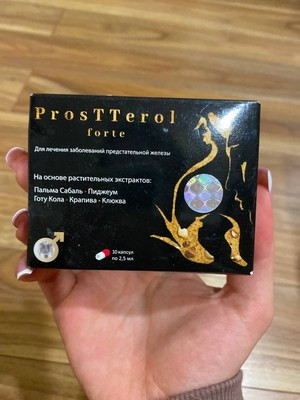 ProsTTerol
forte
Для лечения заболеваний предстательной железы
На основе растительных экстрактов:
Пальма Сабаль · Пиджеум
Готу Кола · Крапива · Клюква
30 капсул
по 2,5 мл